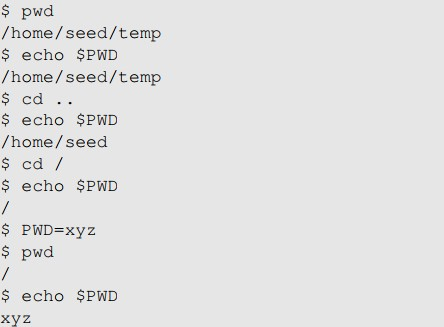 $ pwd
/home/seed/temp
$ echo $PWD
/home/seed/temp
$ cd ..
$ echo $PWD
/home/seed
$ cd /
$ echo $PWD
/
$ PWD=xyz
$ pwd
/
$ echo $PWD
xyz